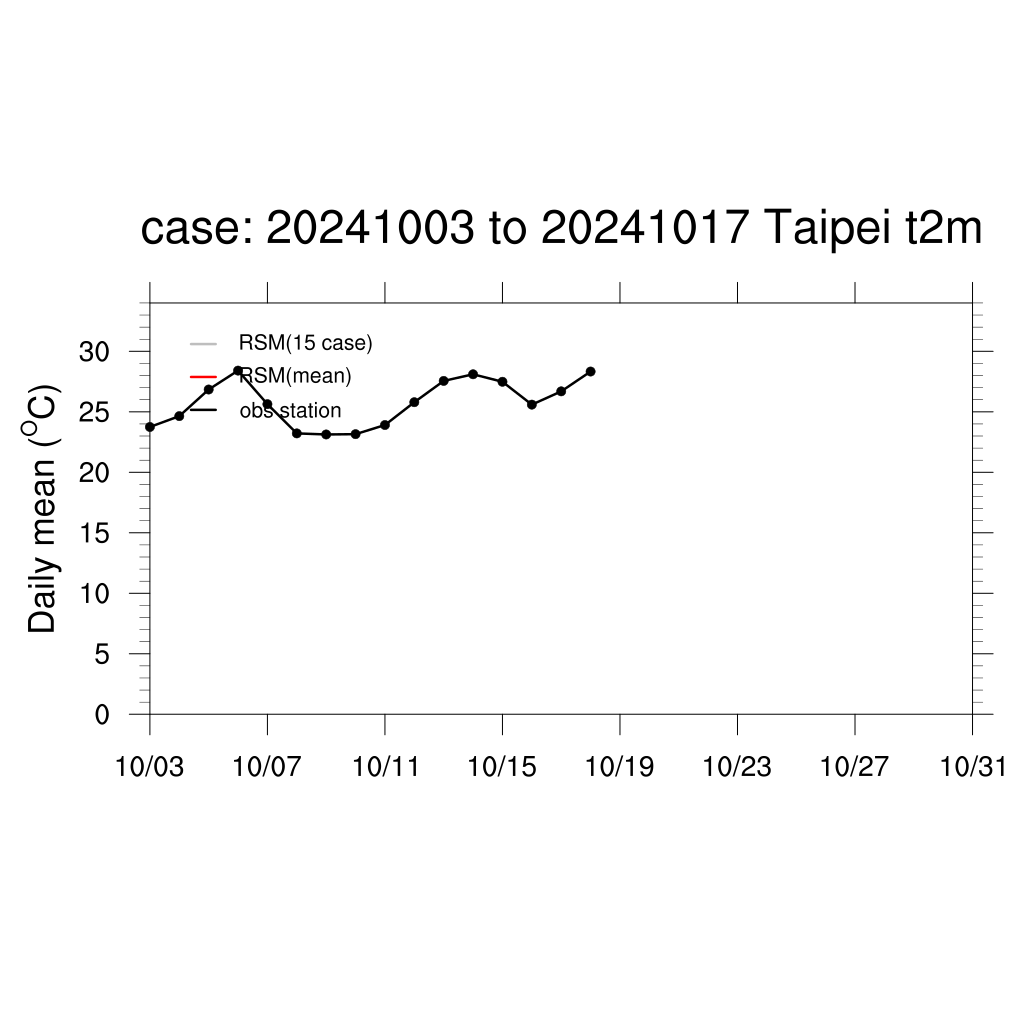 case: 20241003 to 20241017 Taipei t2m
Daily mean (°C)
30
25
20
15
10
5
0
RSM(15 case)
RSM(mean)
obs station
10/03 10/07 10/11 10/15 10/19 10/23 10/27 10/31